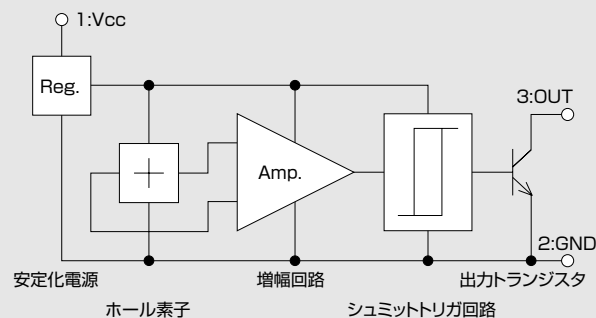 1:Vcc
Reg.
3:OUT
Amp.
2:GND
安定化電源
増幅回路
出力トランジスタ
ホール素子
シュミットトリガ回路